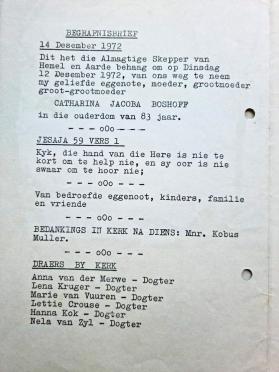 BEGRAFNISBRIEF
14 Desember 1972
Dit het die Almagtige Skepper van
Hemel en Aarde behang om op Dinsdag
12 Desember 1972, van ons weg te neem
my geliefde eggenote, moeder, grootmoeder
groot-grootmoeder
CATHARINA JACOBA BOSHOFF
in die ouderdom van 83 jaar.
- - - oOo - - -
JESAJA 59 VERS 1
Kyk, die hand van die Here is nie te
kort om te help nie, en sy oor is nie
swaar om te hoor nie;
- - - oOo - - -
Van bedroefde eggenoot, kinders, familie
en vriende
- - - oOo - - -
BEDANKINGS IN KERK NA DIENS: Mnr. Kobus
Muller.
- - - oOo - - -
DRAERS BY KERK
Anna van der Merwe - Dogter
Lena Kruger - Dogter
Marie van Vuuren - Dogter
Lettie Crouse - Dogter
Hanna Kok - Dogter
Nela van Zyl - Dogter